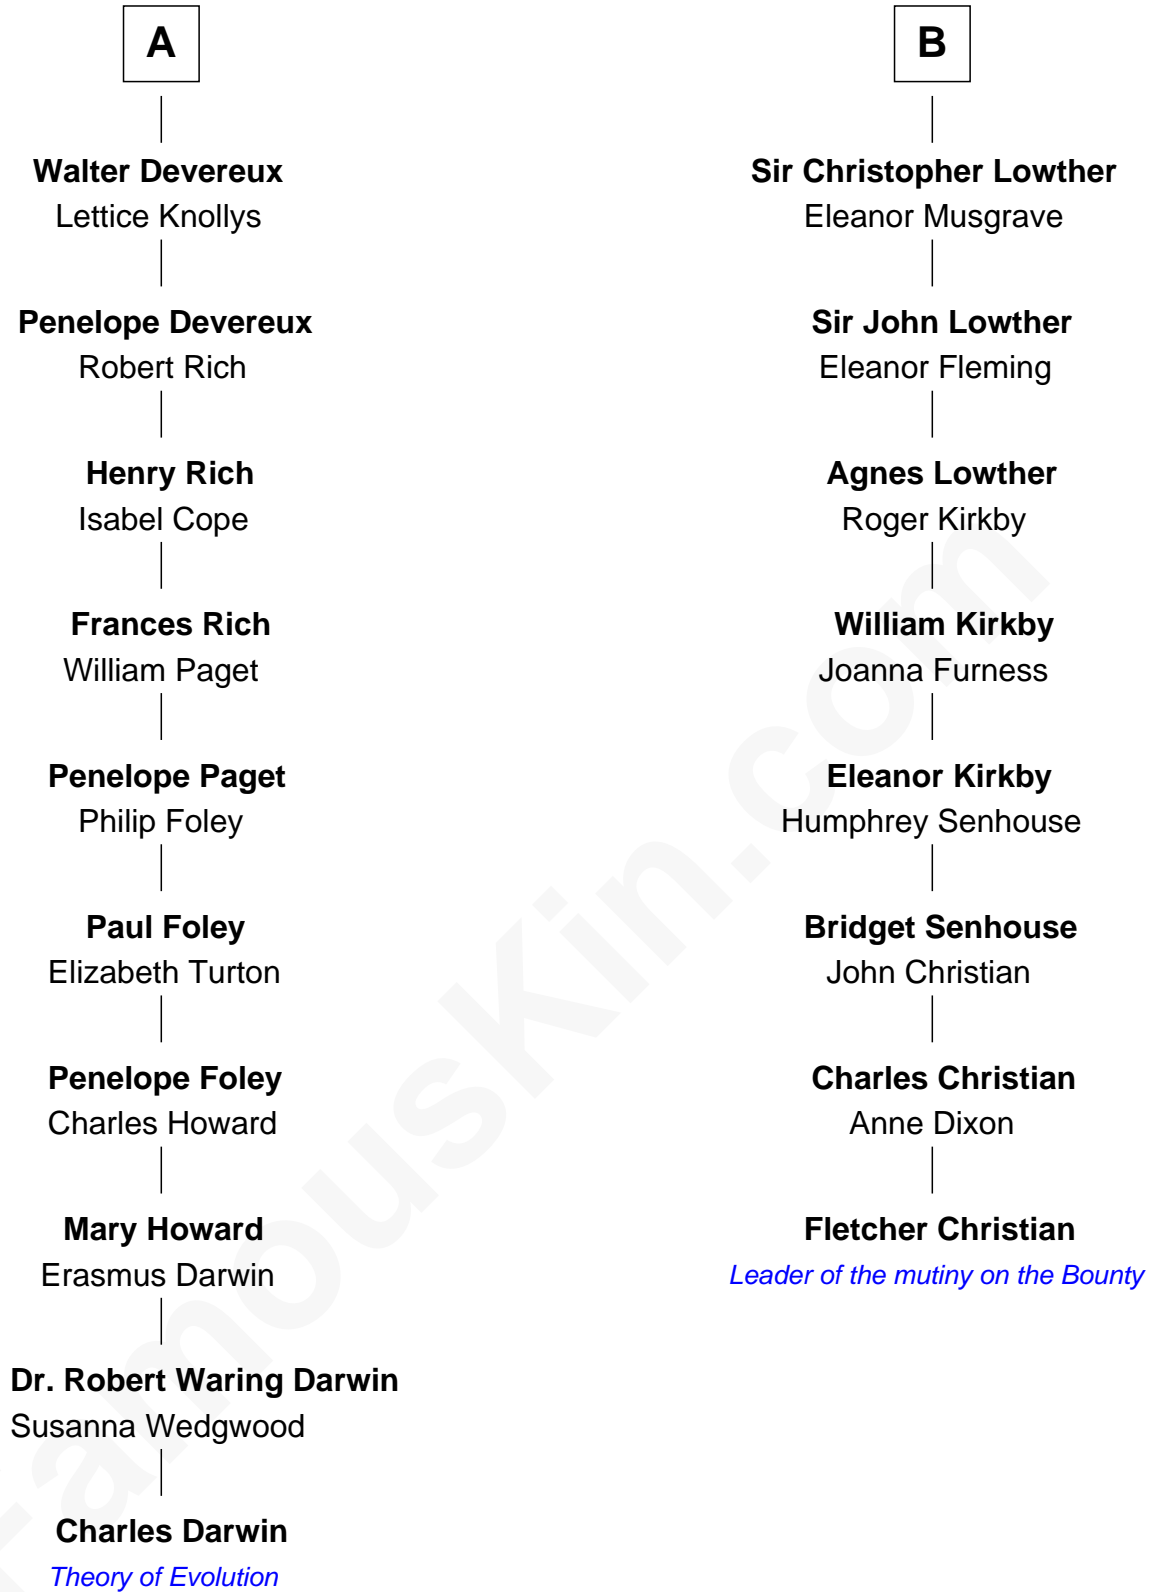 A
Walter Devereux
Lettice Knollys
Penelope Devereux
Robert Rich
Henry Rich
Isabel Cope
Frances Rich
William Paget
Penelope Paget
Philip Foley
Paul Foley
Elizabeth Turton
Penelope Foley
Charles Howard
Mary Howard
Erasmus Darwin
Dr. Robert Waring Darwin
Susanna Wedgwood
Charles Darwin
Theory of Evolution
B
Sir Christopher Lowther
Eleanor Musgrave
Sir John Lowther
Eleanor Fleming
Agnes Lowther
Roger Kirkby
William Kirkby
Joanna Furness
Eleanor Kirkby
Humphrey Senhouse
Bridget Senhouse
John Christian
Charles Christian
Anne Dixon
Fletcher Christian
Leader of the mutiny on the Bounty
FamousKin.com